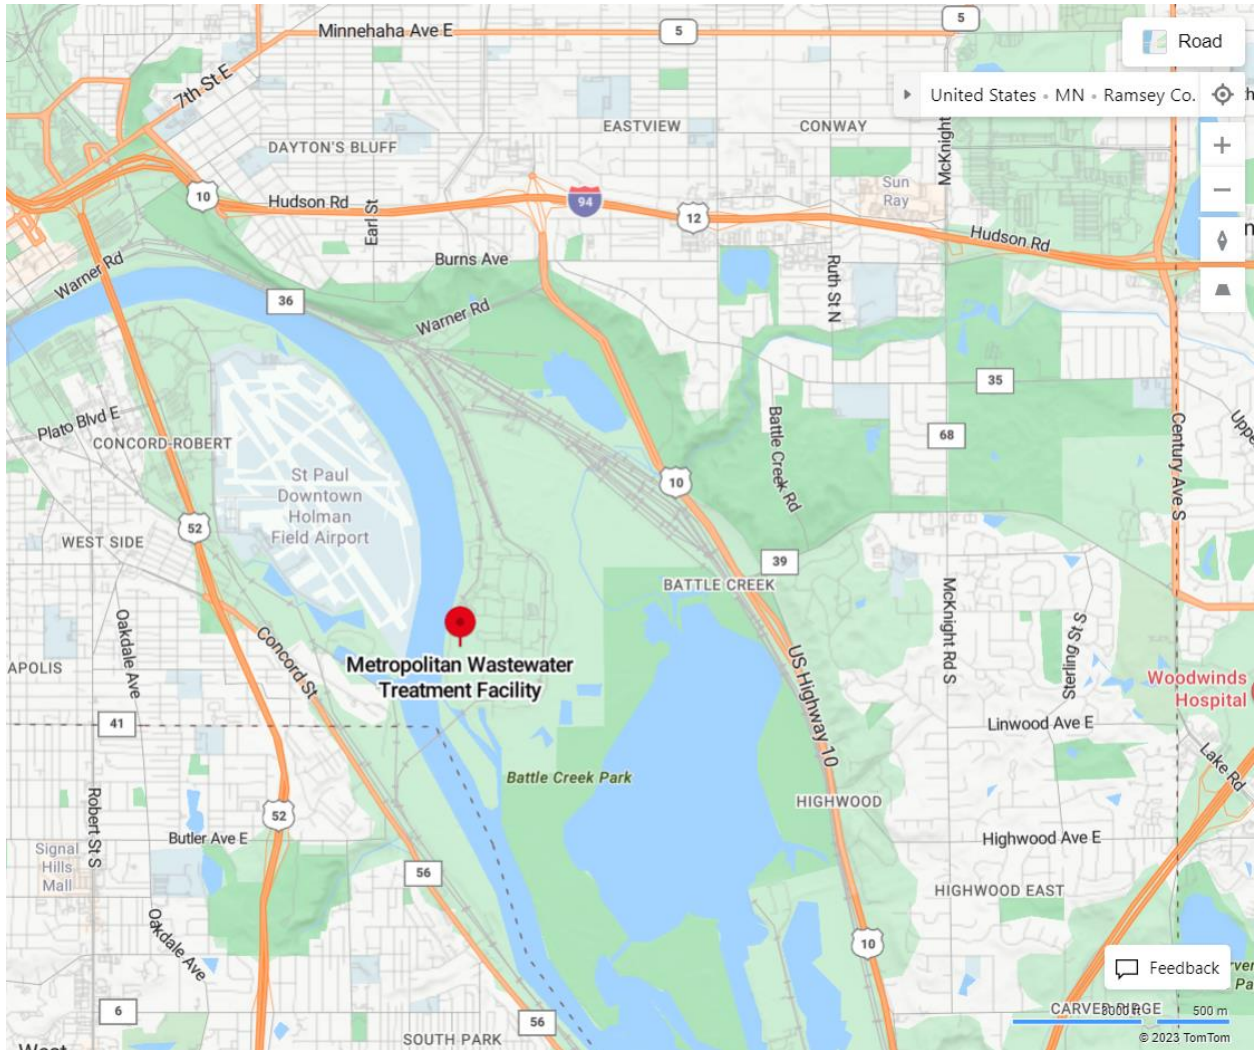 Minnehaha Ave E
5
5
Road
7th St E
United States • MN • Ramsey Co.
EASTVIEW
CONWAY
DAYTON'S BLUFF
McKnight
Sun
Ray
10
Hudson Rd
94
12
Earl St
Hudson Rd
Burns Ave
Warner Rd
Ruth St N
36
Warner Rd
35
Plato Blvd E
CONCORD-ROBERT
Battle Creek Rd
68
Century Ave S
St Paul
Downtown
Holman
Field Airport
10
52
WEST SIDE
39
BATTLE CREEK
McKnight Rd S
Oakdale Ave
Sterling St S
Concord St
APOLIS
Metropolitan Wastewater
Treatment Facility
US Highway 10
Woodwinds
Hospital
41
Linwood Ave E
Lake Rd
Battle Creek Park
HIGHWOOD
Robert St S
52
Butler Ave E
Highwood Ave E
Signal
Hills
Mall
56
HIGHWOOD EAST
Oakdale Ave
10
Feedback
6
56
CARVER RIDGE
3000 ft
500 m
SOUTH PARK
© 2023 TomTom